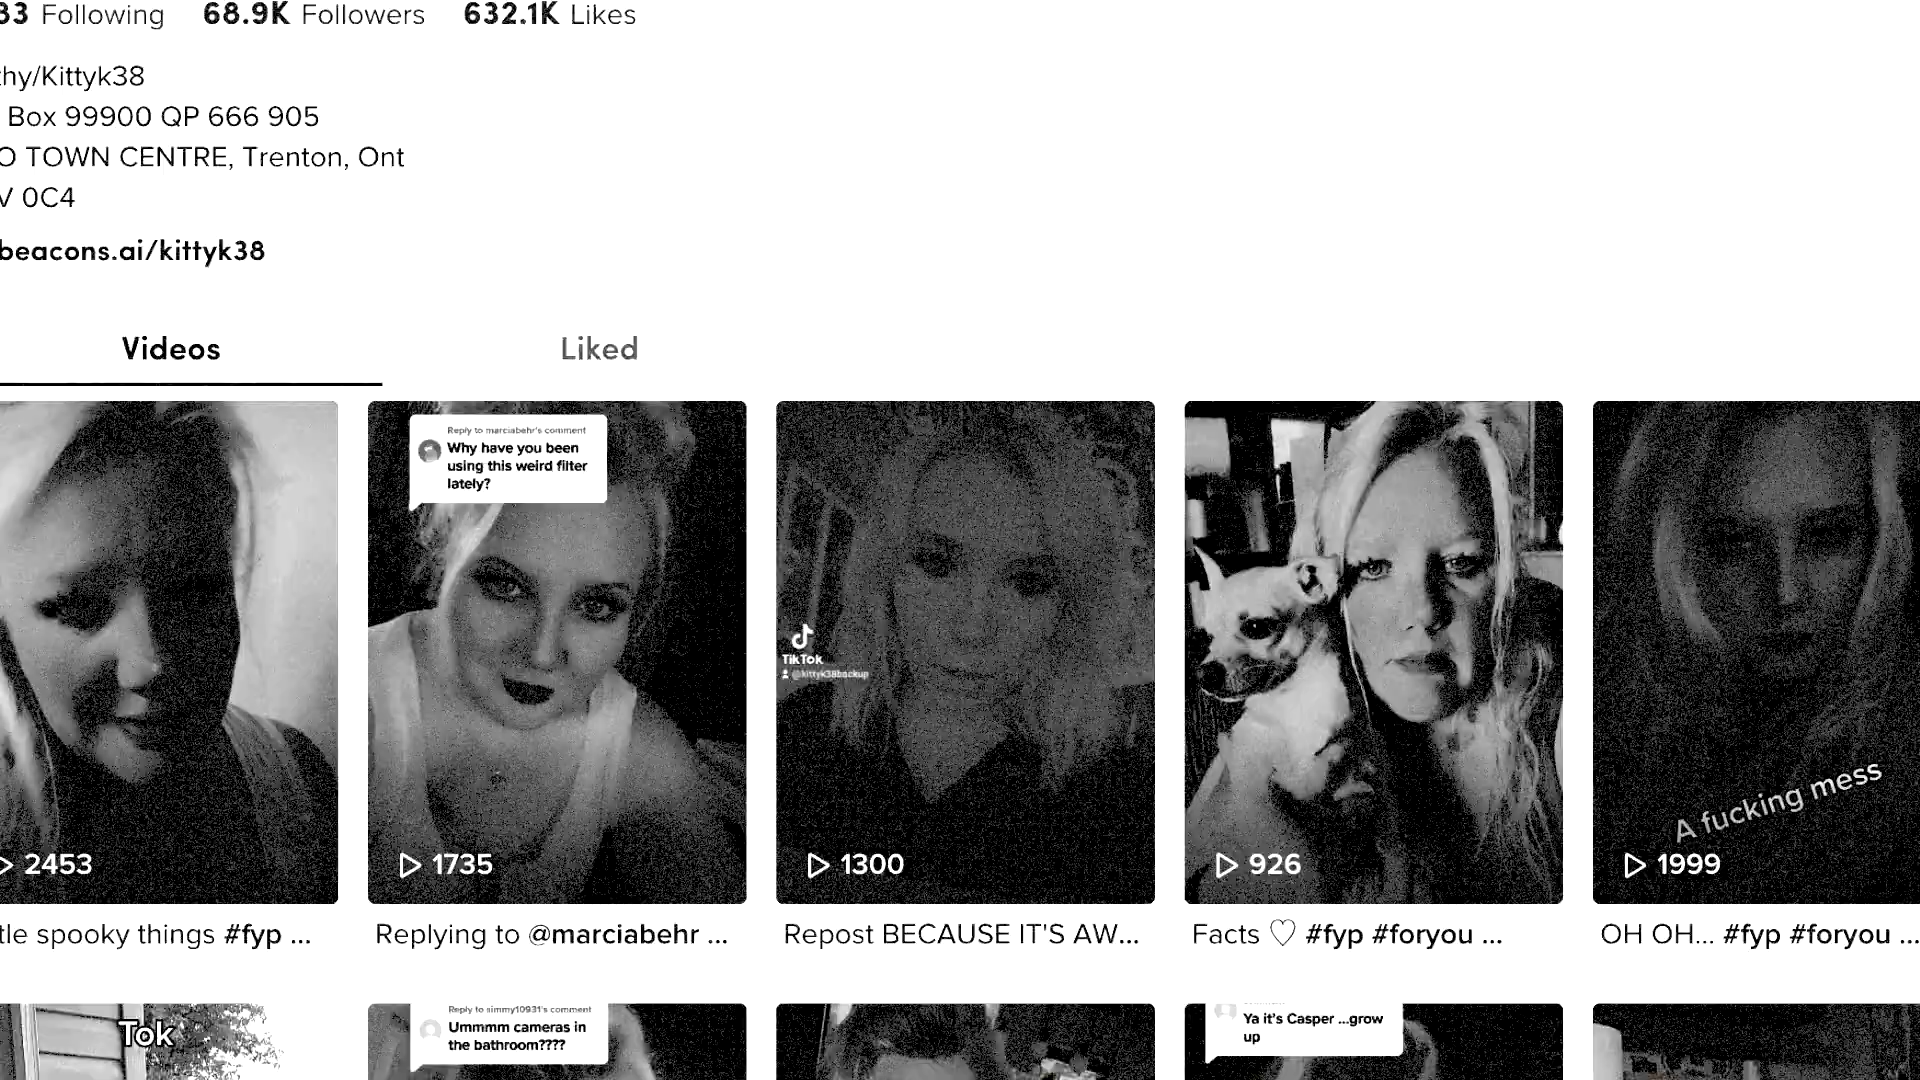 33 Following 68.9K Followers 632.1K Likes
thy/Kittyk38
Box 99900 QP 666 905
O TOWN CENTRE, Trenton, Ont
V 0C4
beacons.ai/kittyk38
Videos Liked
Reply to marciabehr's comment
Why have you been
using this weird filter
lately?
TikTok
@kittyk38backup
A fucking mess
2453
1735
1300
926
1999
tle spooky things #fyp ...
Replying to @marciabehr ...
Repost BECAUSE IT'S AW...
Facts ♡ #fyp #foryou ...
OH OH... #fyp #foryou ...
Tok
Reply to simmy10931's comment
Ummmm cameras in
the bathroom????
Ya it's Casper ...grow
up